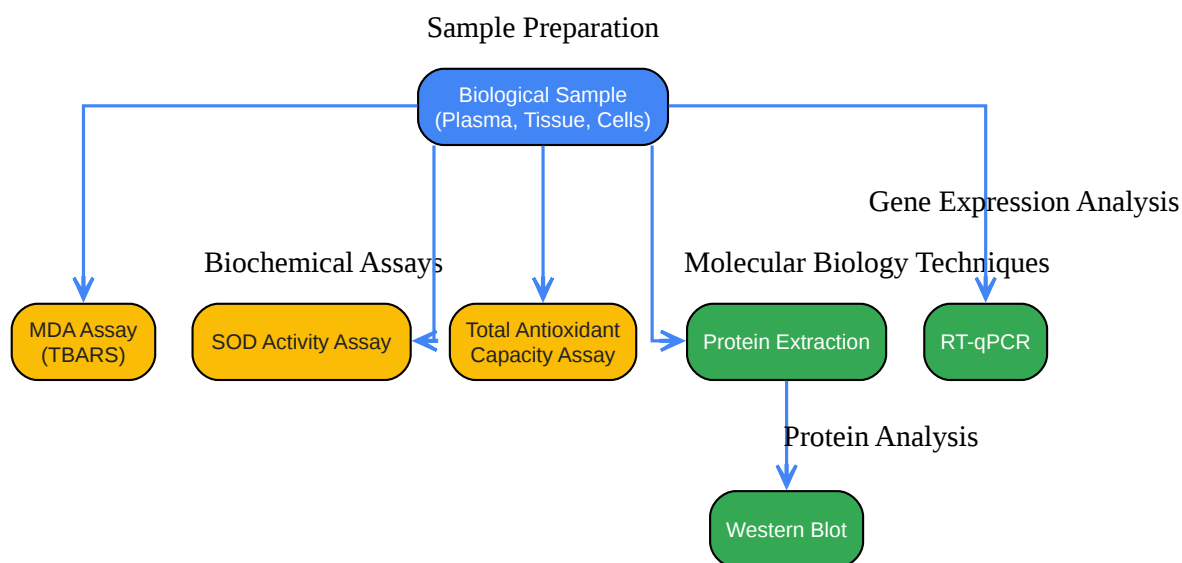 Sample Preparation
Biological Sample
(Plasma, Tissue, Cells)
Gene Expression Analysis
Biochemical Assays
Molecular Biology Techniques
MDA Assay
(TBARS)
SOD Activity Assay
Total Antioxidant
Capacity Assay
Protein Extraction
RT-qPCR
Protein Analysis
Western Blot